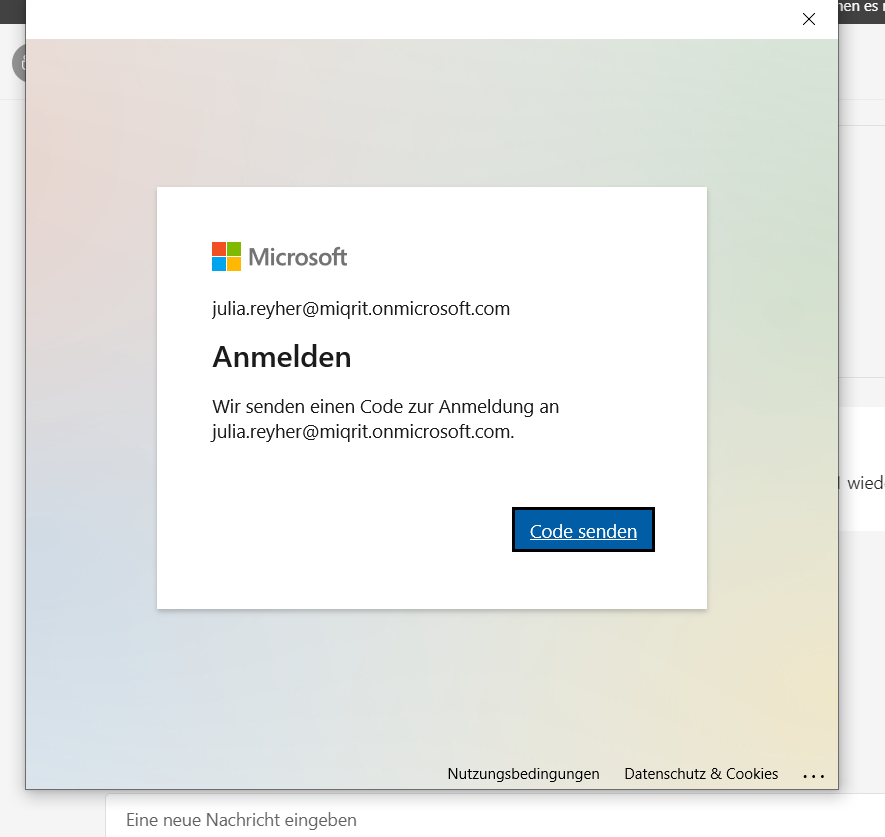 nen es
Microsoft
julia.reyher@miqrit.onmicrosoft.com
Anmelden
Wir senden einen Code zur Anmeldung an
julia.reyher@miqrit.onmicrosoft.com.
wied
Code senden
Nutzungsbedingungen Datenschutz & Cookies ...
Eine neue Nachricht eingeben